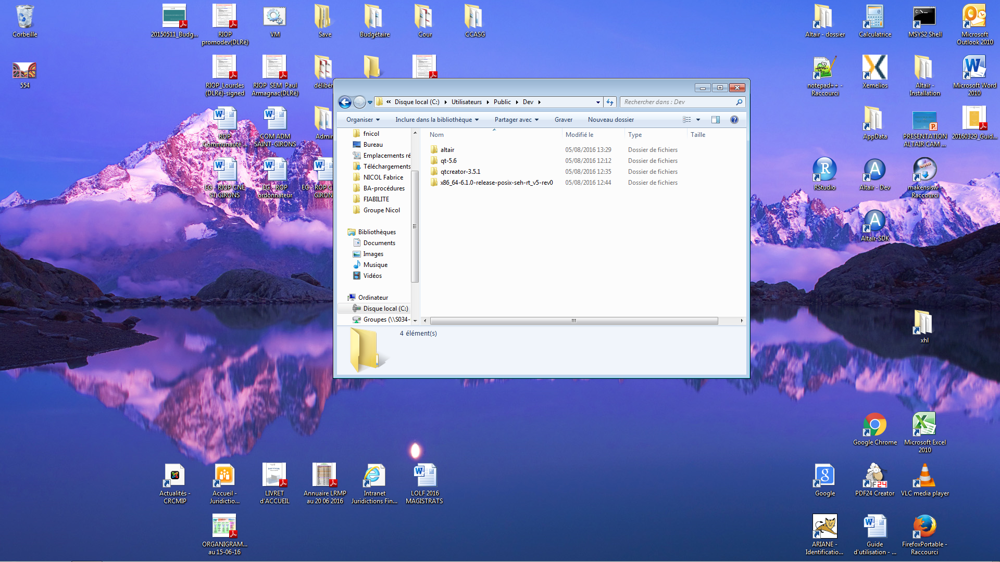 Corbeille
20150511_Budg...
RIOP
promodev(DLRé)
VM
Save
Budgétaire
Cour
CCASG
Altair - dossier
Calculatrice
MSYS2 Shell
Microsoft
Outlook 2010
554
RIOP_Lourdes
(DLRé)-signed
RIOP_SEM_Paul
Armagnac(DLRé)
délibér
notepad++ -
Raccourci
Xemelios
Altaïr -
Installation
Microsoft Word
2010
ROP
Communauté ...
COM ADM
SAINT-GIRONS
Admir
AppData
PRESENTATION
ALTAIR CAM ...
20160329_Guid...
EG - RIOP CNE
ST GIRONS
EG - ROP
ordonnateur
EG - ROP C
GIRON
RStudio
Altaïr - Dev
makensisw -
Raccourci
Altaïr-SDK
xhl
Google Chrome
Microsoft Excel
2010
Actualités -
CRCMIP
Accueil -
Juridictio...
LIVRET
d'ACCUEIL
Annuaire LRMP
au 20 06 2016
Intranet
Juridictions Fin...
LOLF 2016
MAGISTRATS
Google
PDF24 Creator
VLC media player
ORGANIGRAM...
au 15-06-16
ARIANE -
Identificatio...
Guide
d'utilisation - ...
FirefoxPortable -
Raccourci
« Disque local (C:) Utilisateurs Public Dev
Rechercher dans : Dev
Organiser Inclure dans la bibliothèque Partager avec Graver Nouveau dossier
Nom Modifié le Type Taille
altair 05/08/2016 13:29 Dossier de fichiers
qt-5.6 05/08/2016 12:12 Dossier de fichiers
qtcreator-3.5.1 05/08/2016 12:35 Dossier de fichiers
x86_64-6.1.0-release-posix-seh-rt_v5-rev0 05/08/2016 12:44 Dossier de fichiers
fnicol
Bureau
Emplacements ré
Téléchargements
NICOL Fabrice
BA-procédures
FIABILITE
Groupe Nicol
Bibliothèques
Documents
Images
Musique
Vidéos
Ordinateur
Disque local (C:)
Groupes (\\S034-
4 élément(s)